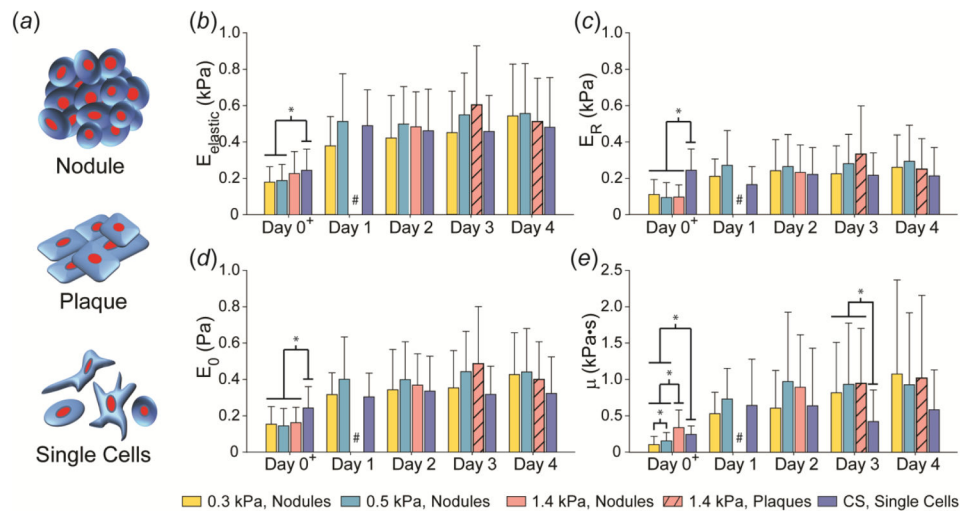 (a)
Nodule
Plaque
Single Cells
(b)
E_elastic (kPa)
1.0
0.8
0.6
0.4
0.2
0
*
#
Day 0+ Day 1 Day 2 Day 3 Day 4
(c)
E_R (kPa)
1.0
0.8
0.6
0.4
0.2
0
*
#
Day 0+ Day 1 Day 2 Day 3 Day 4
(d)
E_0 (Pa)
1.0
0.8
0.6
0.4
0.2
0
*
#
Day 0+ Day 1 Day 2 Day 3 Day 4
(e)
μ (kPa•s)
2.5
2.0
1.5
1.0
0.5
0
*
*
*
*
#
Day 0+ Day 1 Day 2 Day 3 Day 4
0.3 kPa, Nodules 0.5 kPa, Nodules 1.4 kPa, Nodules 1.4 kPa, Plaques CS, Single Cells